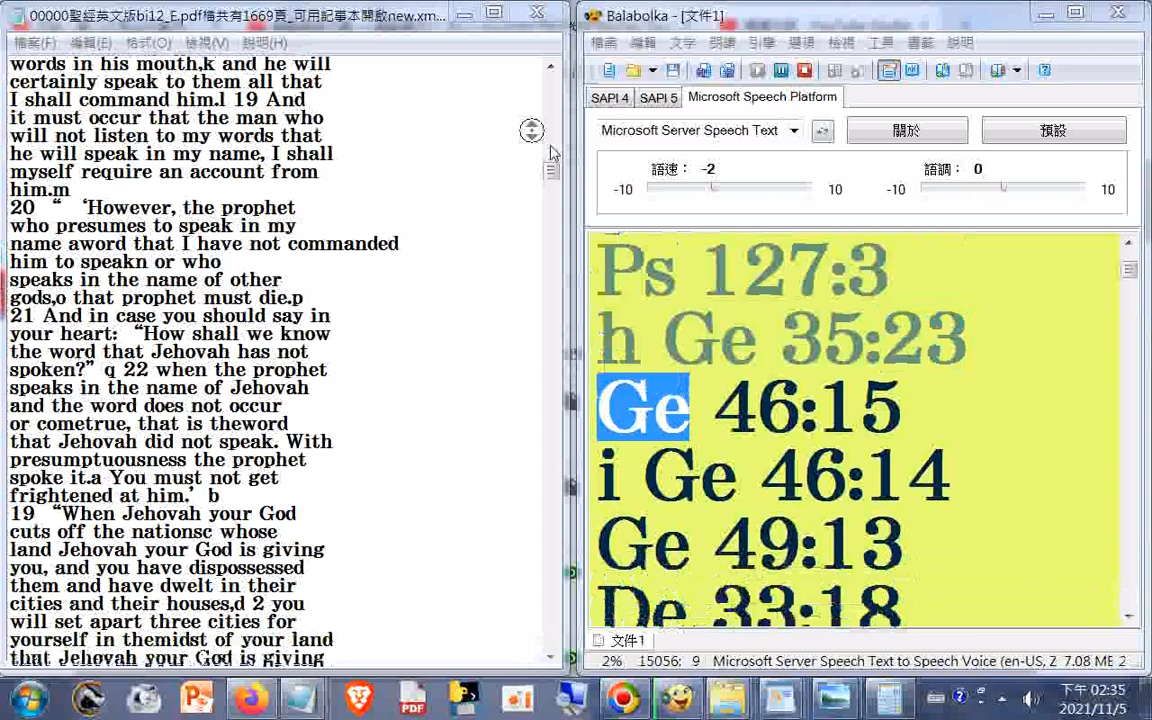 00000聖經英文版bi12_E.pdf檔共有1669頁_可用記事本開啟new.xm...
檔案(F) 編輯(E) 格式(O) 檢視(V) 說明(H)
words in his mouth,k and he will
certainly speak to them all that
I shall command him.l 19 And
it must occur that the man who
will not listen to my words that
he will speak in my name, I shall
myself require an account from
him.m
20 “ ‘However, the prophet
who presumes to speak in my
name aword that I have not commanded
him to speakn or who
speaks in the name of other
gods,o that prophet must die.p
21 And in case you should say in
your heart: “How shall we know
the word that Jehovah has not
spoken?” q 22 when the prophet
speaks in the name of Jehovah
and the word does not occur
or cometrue, that is theword
that Jehovah did not speak. With
presumptuousness the prophet
spoke it.a You must not get
frightened at him.’ b
19 “When Jehovah your God
cuts off the nationsc whose
land Jehovah your God is giving
you, and you have dispossessed
them and have dwelt in their
cities and their houses,d 2 you
will set apart three cities for
yourself in themidst of your land
that Jehovah your God is giving
Balabolka - [文件1]
檔案 編輯 文字 朗讀 引擎 選項 檢視 工具 書籤 說明
SAPI 4 SAPI 5 Microsoft Speech Platform
Microsoft Server Speech Text 關於 預設
語速： -2 語調： 0
-10 10 -10 10
Ps 127:3
h Ge 35:23
Ge 46:15
i Ge 46:14
Ge 49:13
De 33:18
文件1
2% 15056: 9 Microsoft Server Speech Text to Speech Voice (en-US, Z 7.08 MB 2
PDF
下午 02:35
2021/11/5